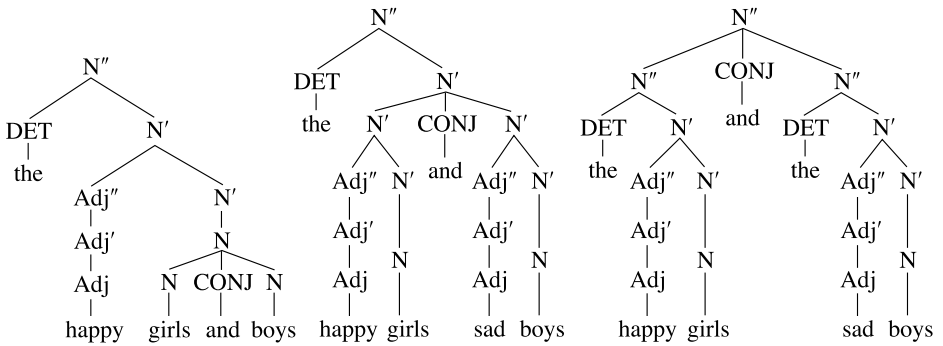 N″ N″ N″
DET N′ DET N′ N″ CONJ N″
the Adj″ N′ the N′ CONJ N′ DET N′ and DET N′
Adj′ N Adj″ N′ and Adj″ N′ the Adj″ N′ the Adj″ N′
Adj N CONJ N Adj′ N Adj′ N Adj′ N Adj′ N
Adj Adj Adj Adj
happy girls and boys happy girls sad boys happy girls sad boys